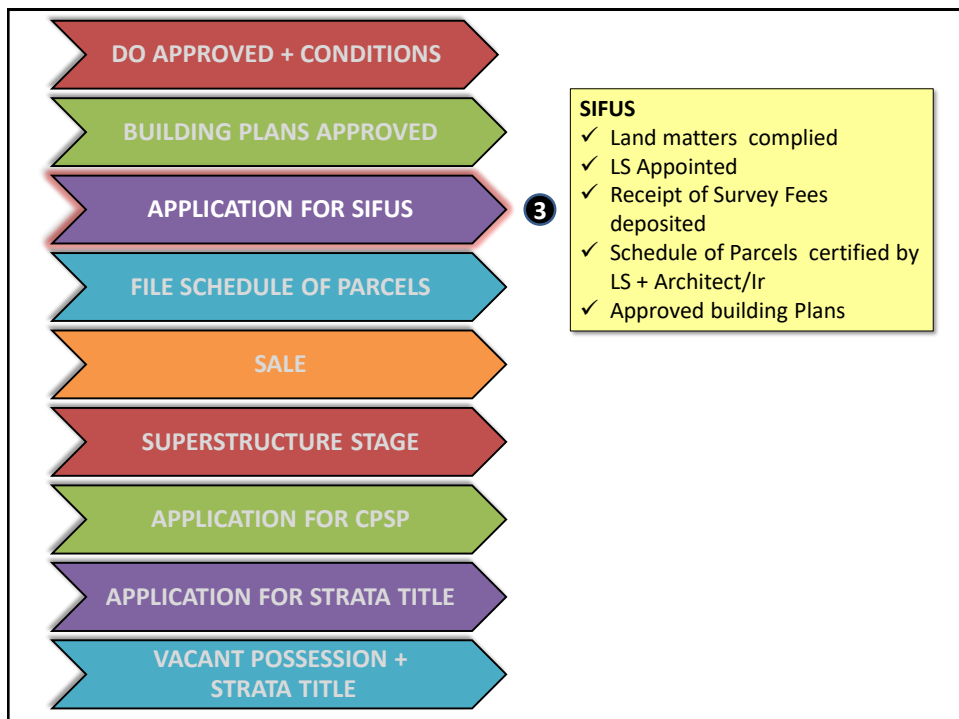 DO APPROVED + CONDITIONS
BUILDING PLANS APPROVED
APPLICATION FOR SIFUS
3
SIFUS
✓ Land matters complied
✓ LS Appointed
✓ Receipt of Survey Fees
deposited
✓ Schedule of Parcels certified by
LS + Architect/Ir
✓ Approved building Plans
FILE SCHEDULE OF PARCELS
SALE
SUPERSTRUCTURE STAGE
APPLICATION FOR CPSP
APPLICATION FOR STRATA TITLE
VACANT POSSESSION +
STRATA TITLE